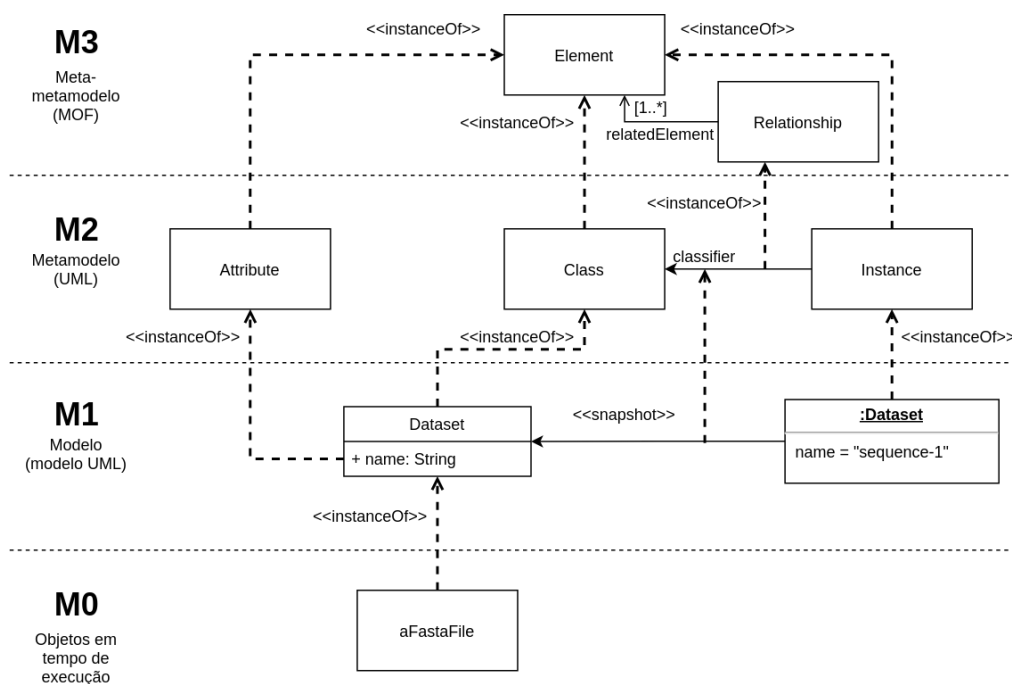 M3
Meta-
metamodelo
(MOF)
<<instanceOf>>
<<instanceOf>>
Element
<<instanceOf>>
[1..*]
relatedElement
Relationship
<<instanceOf>>
M2
Metamodelo
(UML)
Attribute
Class
classifier
Instance
<<instanceOf>>
<<instanceOf>>
<<instanceOf>>
M1
Modelo
(modelo UML)
Dataset
+ name: String
<<snapshot>>
:Dataset
name = "sequence-1"
<<instanceOf>>
M0
Objetos em
tempo de
execução
aFastaFile